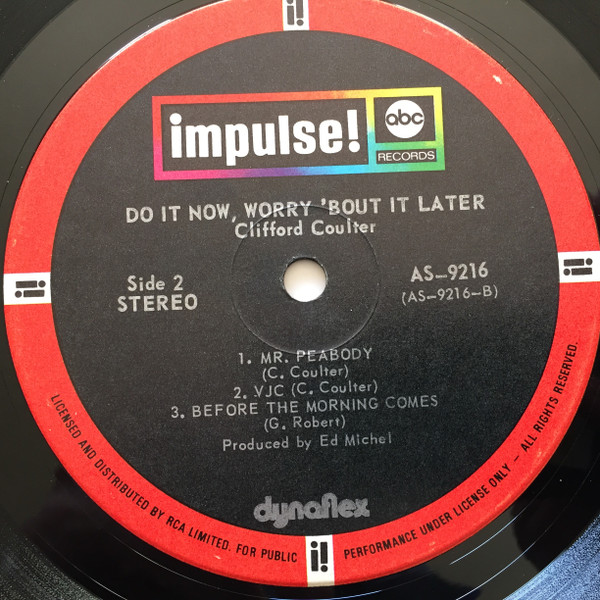 impulse!
abc
RECORDS
DO IT NOW, WORRY 'BOUT IT LATER
Clifford Coulter
Side 2
STEREO
AS-9216
(AS-9216-B)
1. MR. PEABODY
(C. Coulter)
2. VJC (C. Coulter)
3. BEFORE THE MORNING COMES
(G. Robert)
Produced by Ed Michel
dynaflex
LICENSED AND DISTRIBUTED BY RCA LIMITED. FOR PUBLIC PERFORMANCE UNDER LICENSE ONLY - ALL RIGHTS RESERVED.